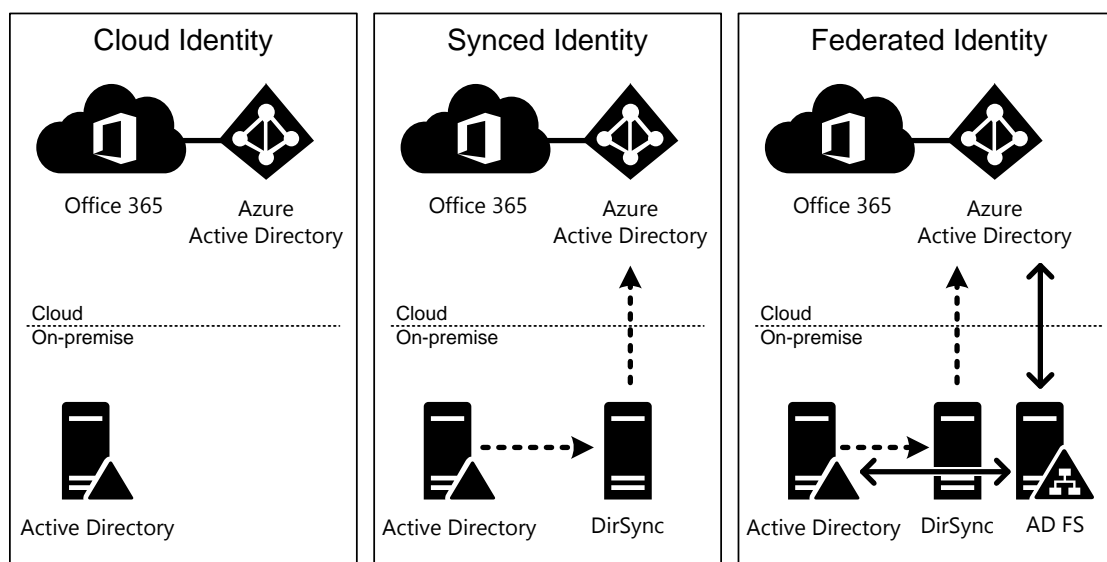 Cloud Identity
Office 365
Azure
Active Directory
Cloud
On-premise
Active Directory
Synced Identity
Office 365
Azure
Active Directory
Cloud
On-premise
Active Directory
DirSync
Federated Identity
Office 365
Azure
Active Directory
Cloud
On-premise
Active Directory
DirSync
AD FS